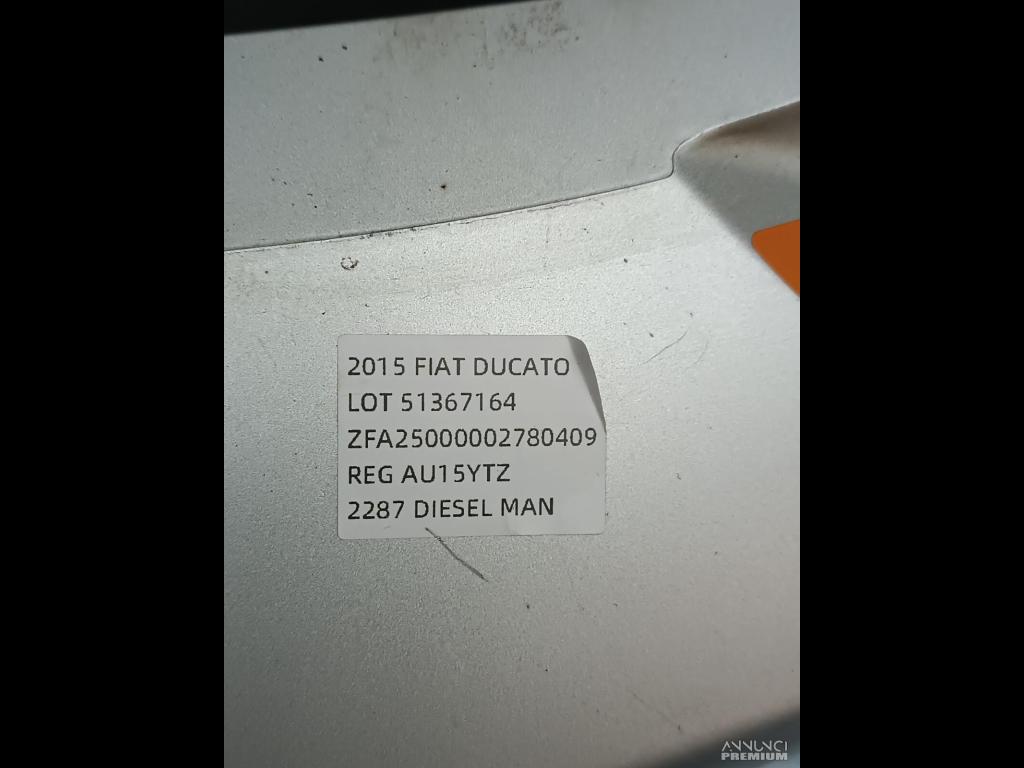 2015 FIAT DUCATO
LOT 51367164
ZFA25000002780409
REG AU15YTZ
2287 DIESEL MAN
ANNUNCI
PREMIUM